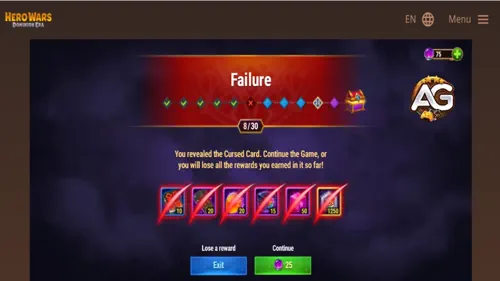 HERO WARS
DOMINION ERA
EN
Menu
75
Failure
AG
8/30
You revealed the Cursed Card. Continue the Game, or
you will lose all the rewards you earned in it so far!
10
20
20
15
50
1250
Lose a reward
Continue
Exit
25